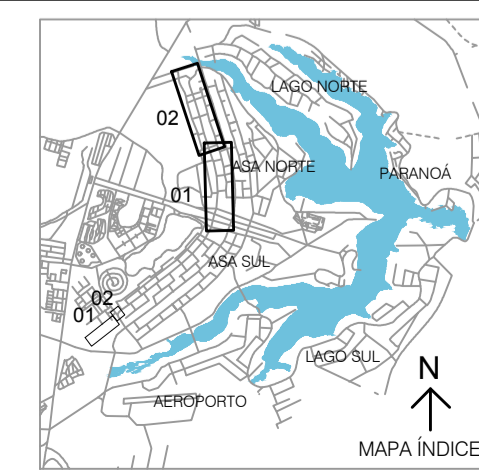 LAGO NORTE
02
ASA NORTE
PARANOÁ
01
ASA SUL
02
01
LAGO SUL
N
AEROPORTO
MAPA ÍNDICE